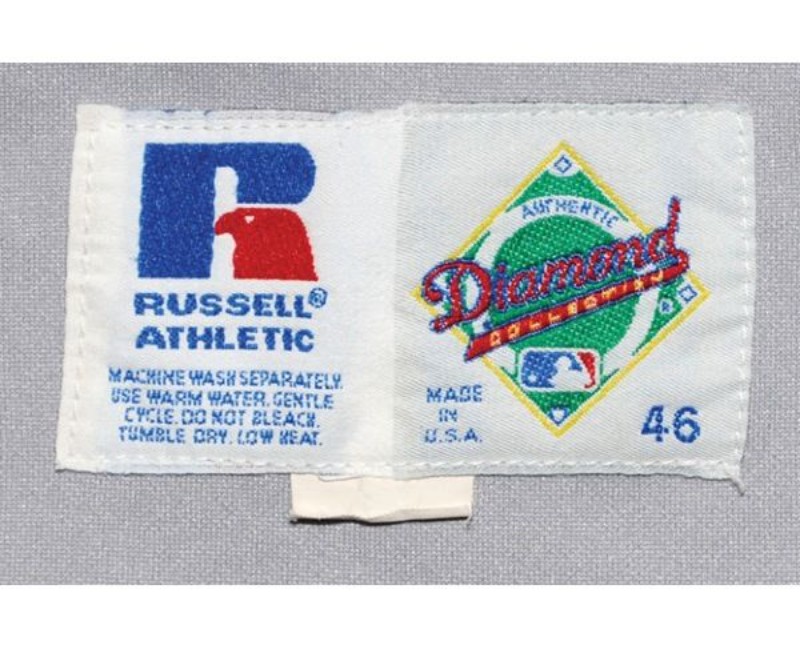 RUSSELL®
ATHLETIC
MACHINE WASH SEPARATELY.
USE WARM WATER. GENTLE
CYCLE. DO NOT BLEACH.
TUMBLE DRY. LOW HEAT.
AUTHENTIC
Diamond
COLLECTION
MADE
IN
U.S.A.
46